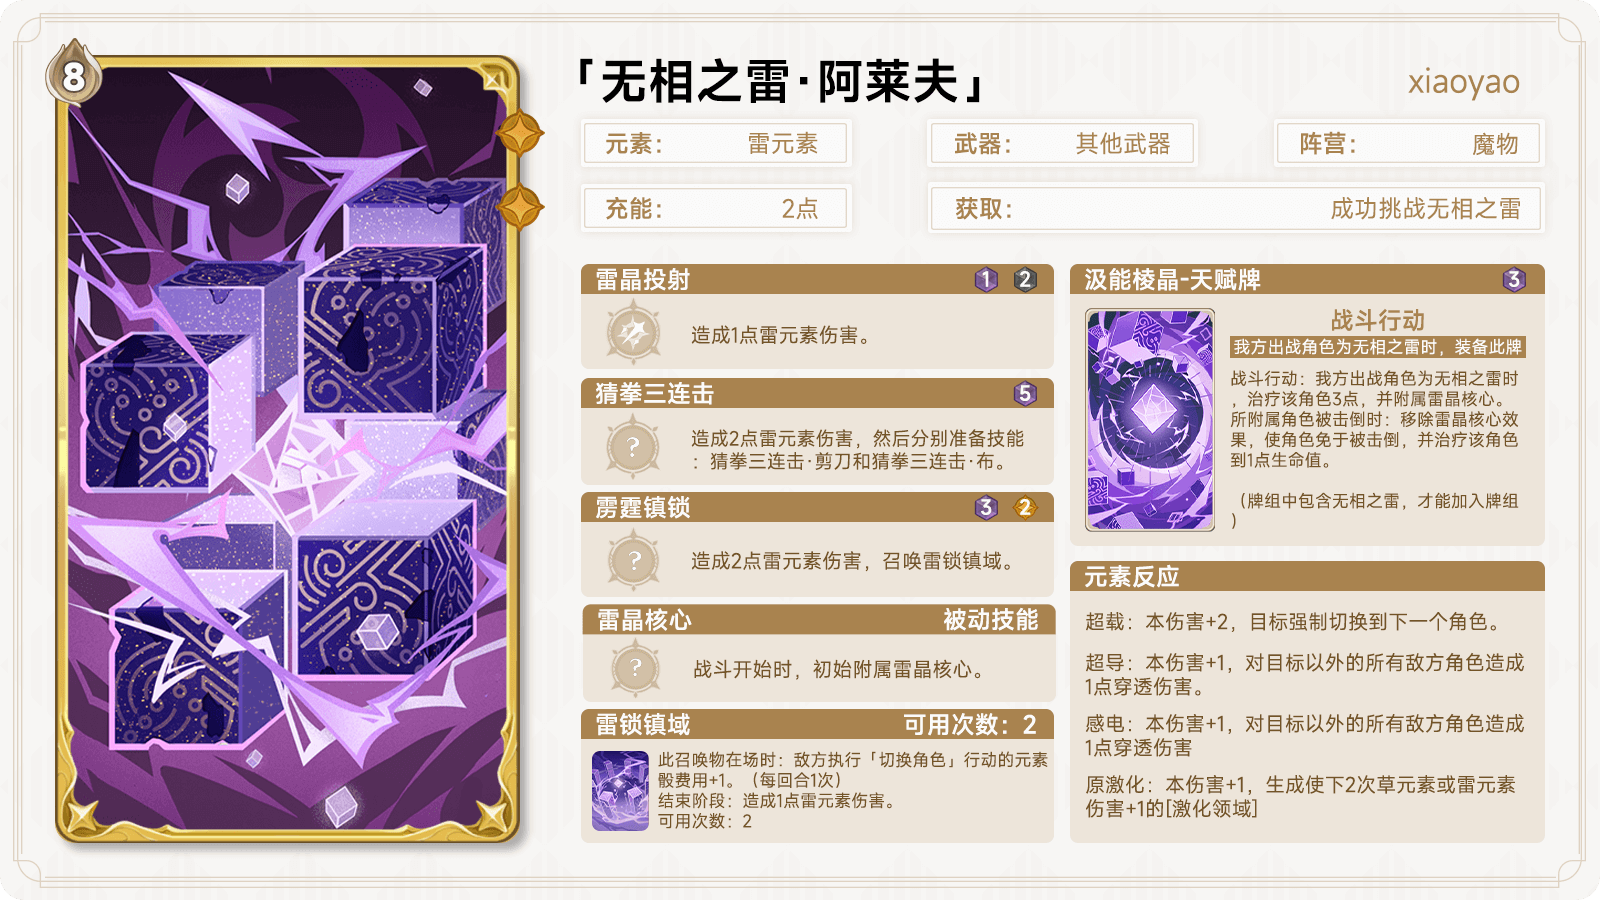 8
「无相之雷·阿莱夫」
xiaoyao
元素： 雷元素
武器： 其他武器
阵营： 魔物
充能： 2点
获取： 成功挑战无相之雷
雷晶投射 1 2
造成1点雷元素伤害。
猜拳三连击 5
?
造成2点雷元素伤害，然后分别准备技能
：猜拳三连击·剪刀和猜拳三连击·布。
雳霆镇锁 3 2
?
造成2点雷元素伤害，召唤雷锁镇域。
雷晶核心 被动技能
?
战斗开始时，初始附属雷晶核心。
雷锁镇域 可用次数：2
此召唤物在场时：敌方执行「切换角色」行动的元素
骰费用+1。（每回合1次）
结束阶段：造成1点雷元素伤害。
可用次数：2
汲能棱晶-天赋牌 3
战斗行动
我方出战角色为无相之雷时，装备此牌
战斗行动：我方出战角色为无相之雷时
，治疗该角色3点，并附属雷晶核心。
所附属角色被击倒时：移除雷晶核心效
果，使角色免于被击倒，并治疗该角色
到1点生命值。
（牌组中包含无相之雷，才能加入牌组
）
元素反应
超载：本伤害+2，目标强制切换到下一个角色。
超导：本伤害+1，对目标以外的所有敌方角色造成
1点穿透伤害。
感电：本伤害+1，对目标以外的所有敌方角色造成
1点穿透伤害
原激化：本伤害+1，生成使下2次草元素或雷元素
伤害+1的[激化领域]